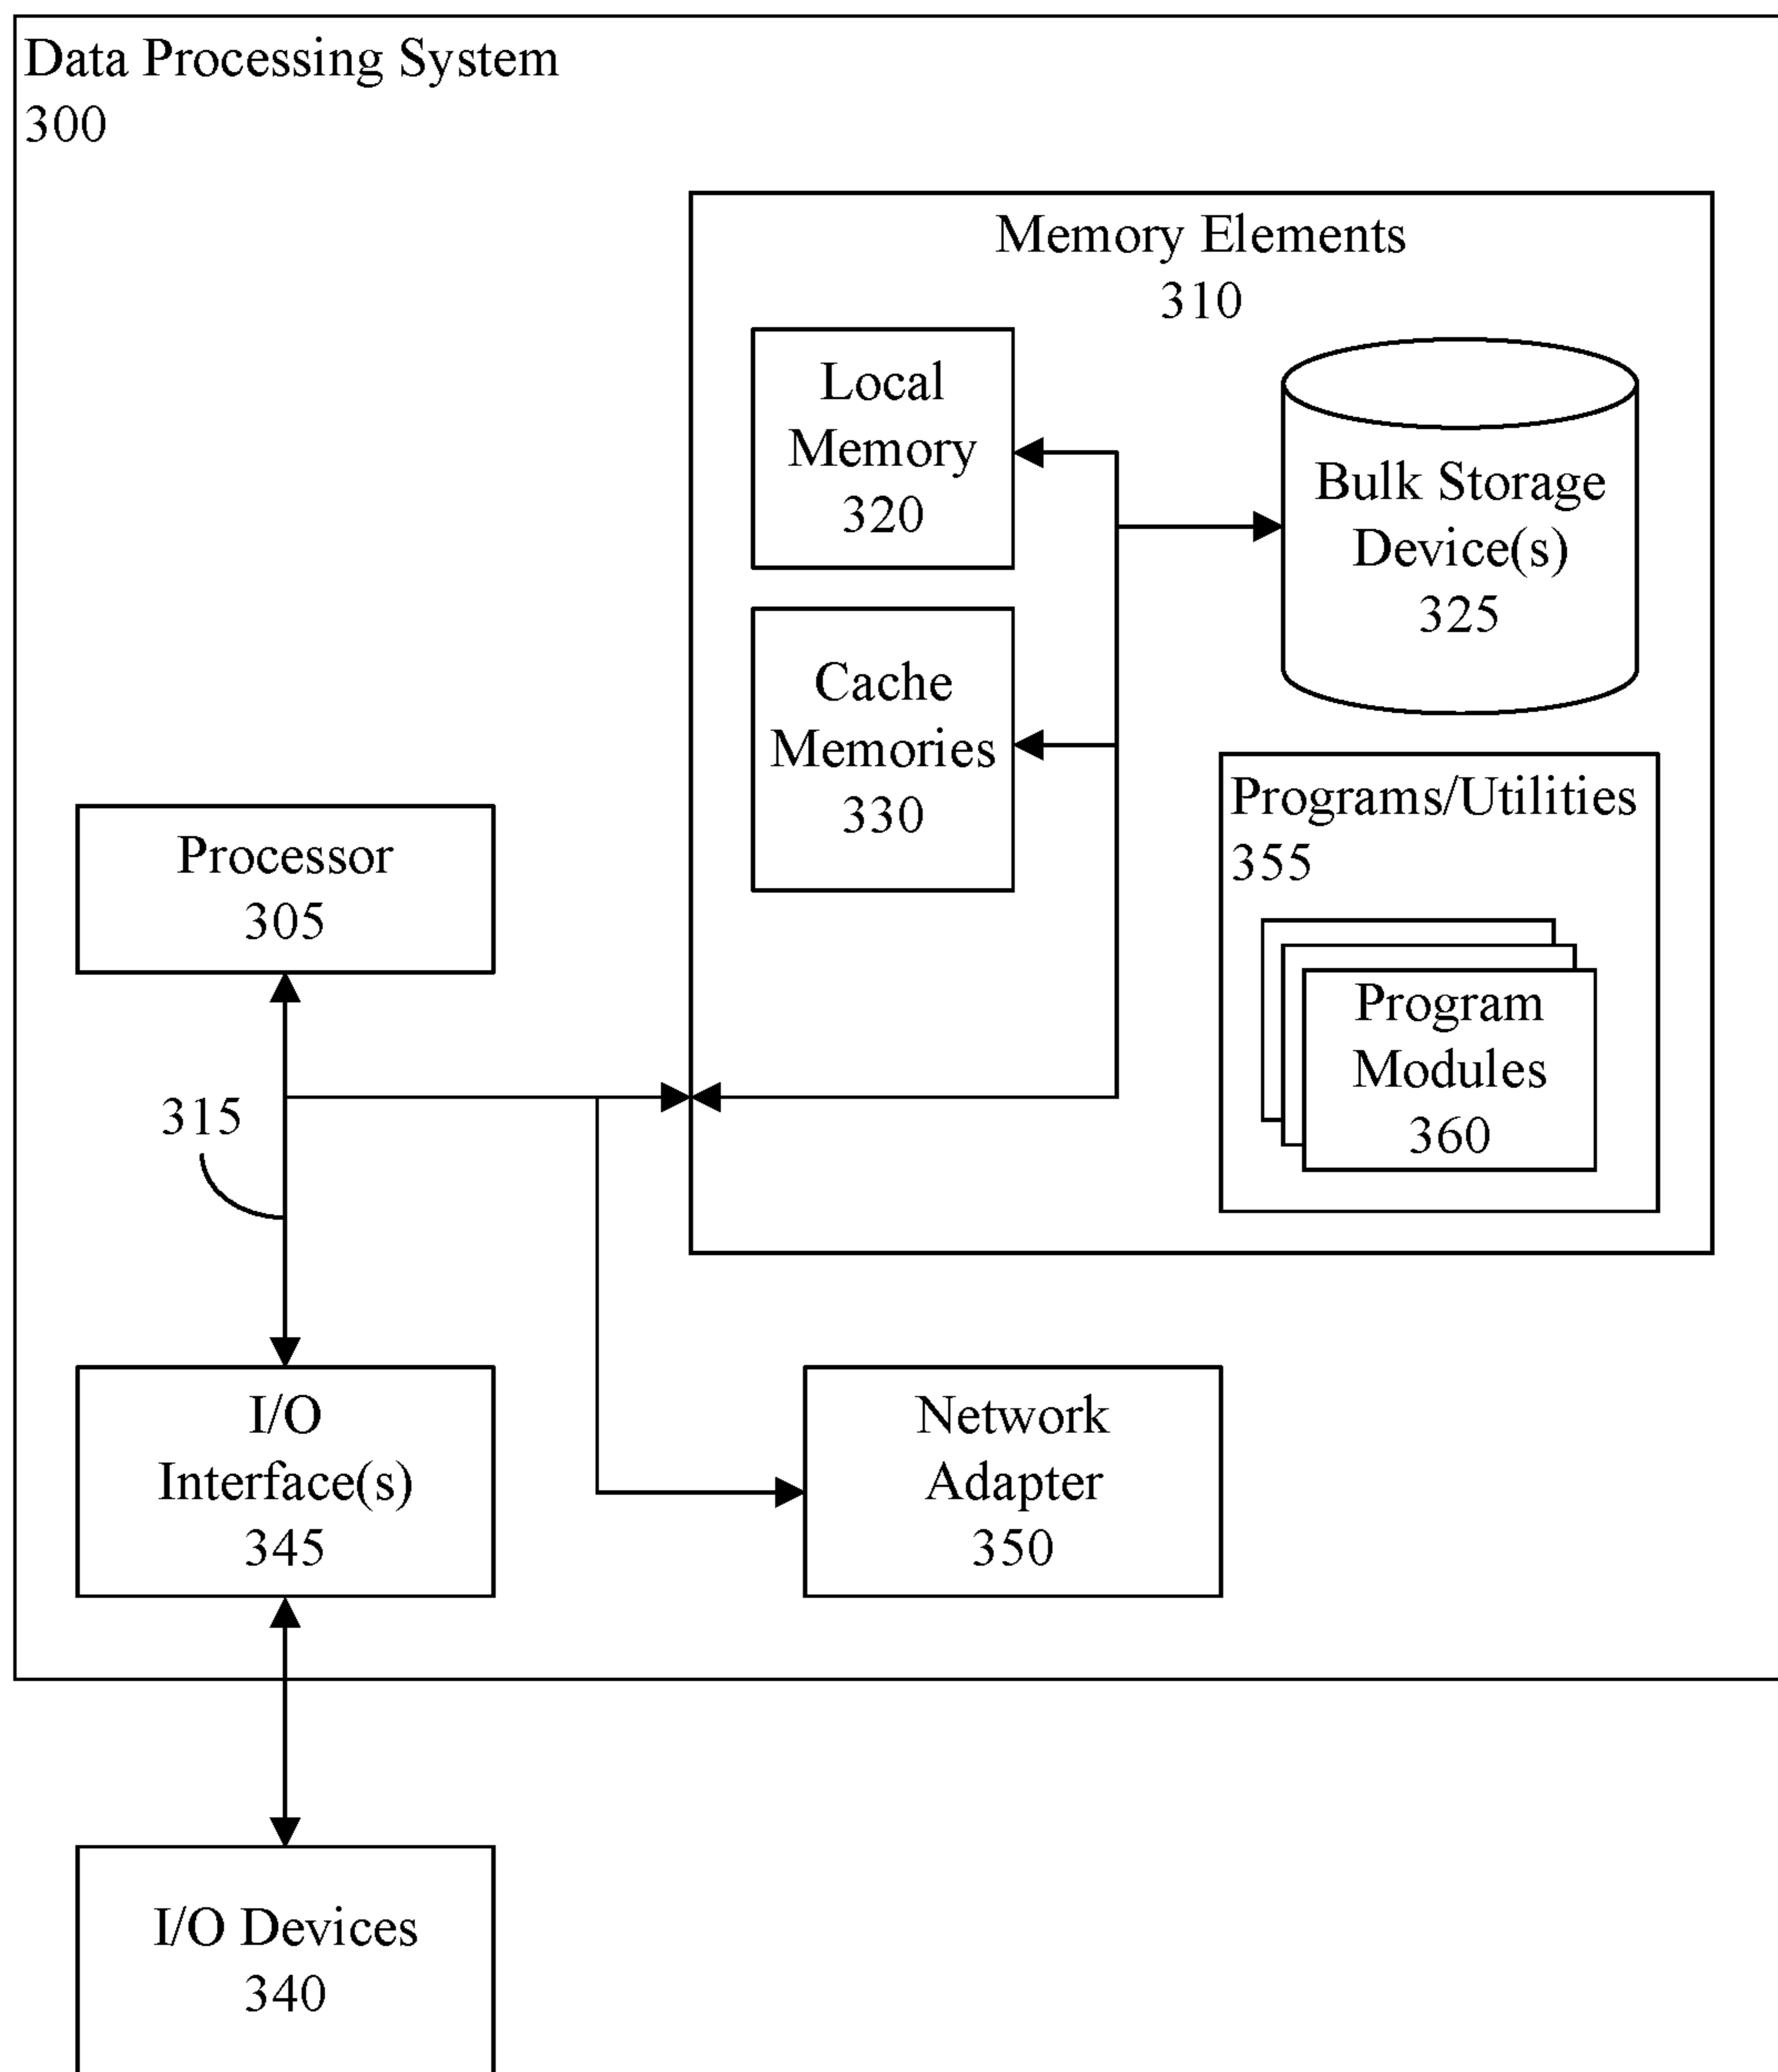 Data Processing System
300
Memory Elements
310
Local
Memory
320
Bulk Storage
Device(s)
325
Cache
Memories
330
Programs/Utilities
355
Program
Modules
360
Processor
305
315
I/O
Interface(s)
345
Network
Adapter
350
I/O Devices
340